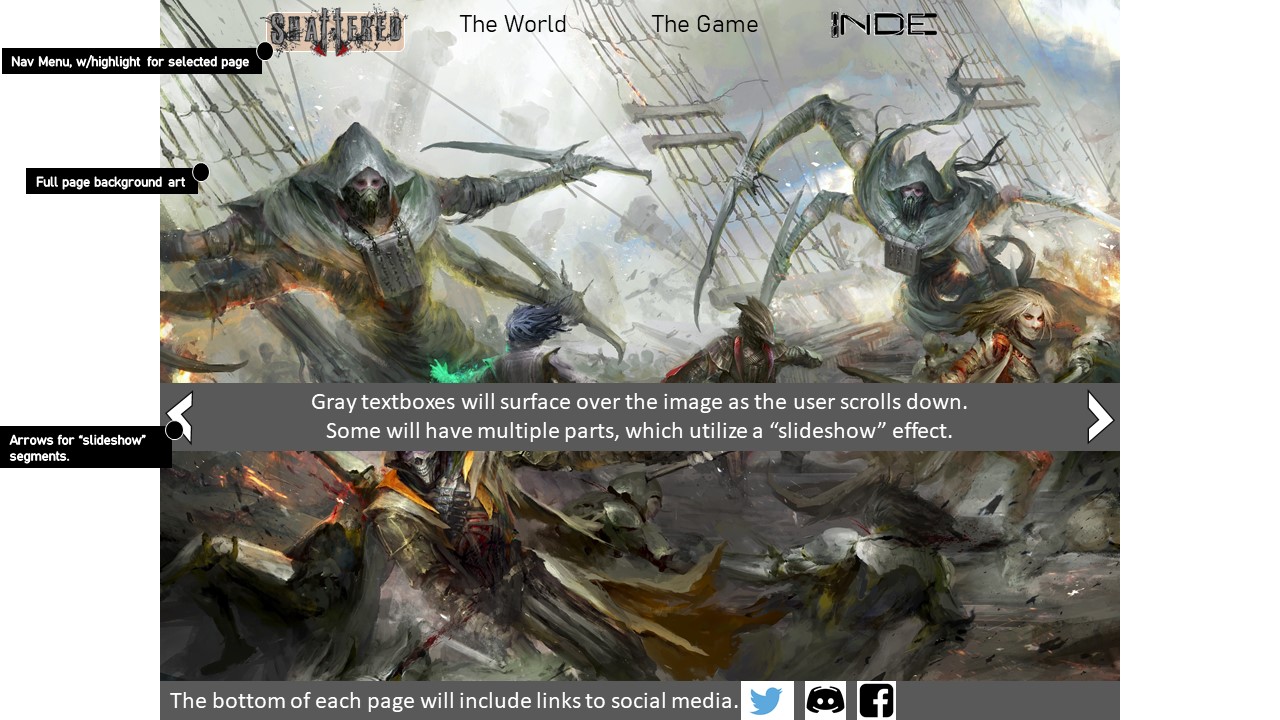 SHATTERED
The World
The Game
INDE
Nav Menu, w/highlight for selected page
Full page background art
Gray textboxes will surface over the image as the user scrolls down.
Some will have multiple parts, which utilize a “slideshow” effect.
Arrows for “slideshow”
segments.
The bottom of each page will include links to social media.